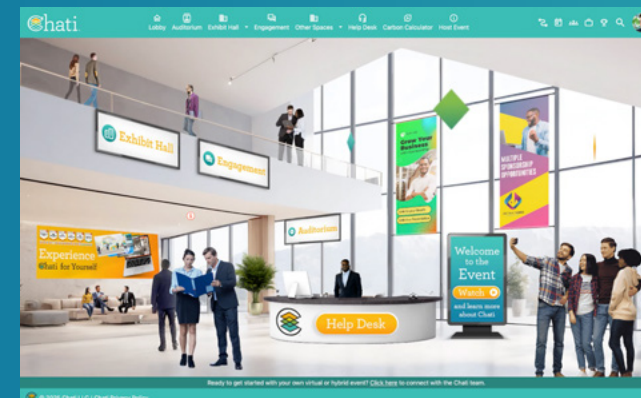 Chati
Lobby
Auditorium
Exhibit Hall
Engagement
Other Spaces
Help Desk
Carbon Calculator
Host Event
Exhibit Hall
Engagement
Auditorium
Grow Your
Business
MULTIPLE
SPONSORSHIP
OPPORTUNITIES
Experience
Chati for Yourself
Welcome
to the
Event
Watch
and learn more
about Chati
Help Desk
Ready to get started with your own virtual or hybrid event? Click here to connect with the Chati team.
Chati Privacy Policy